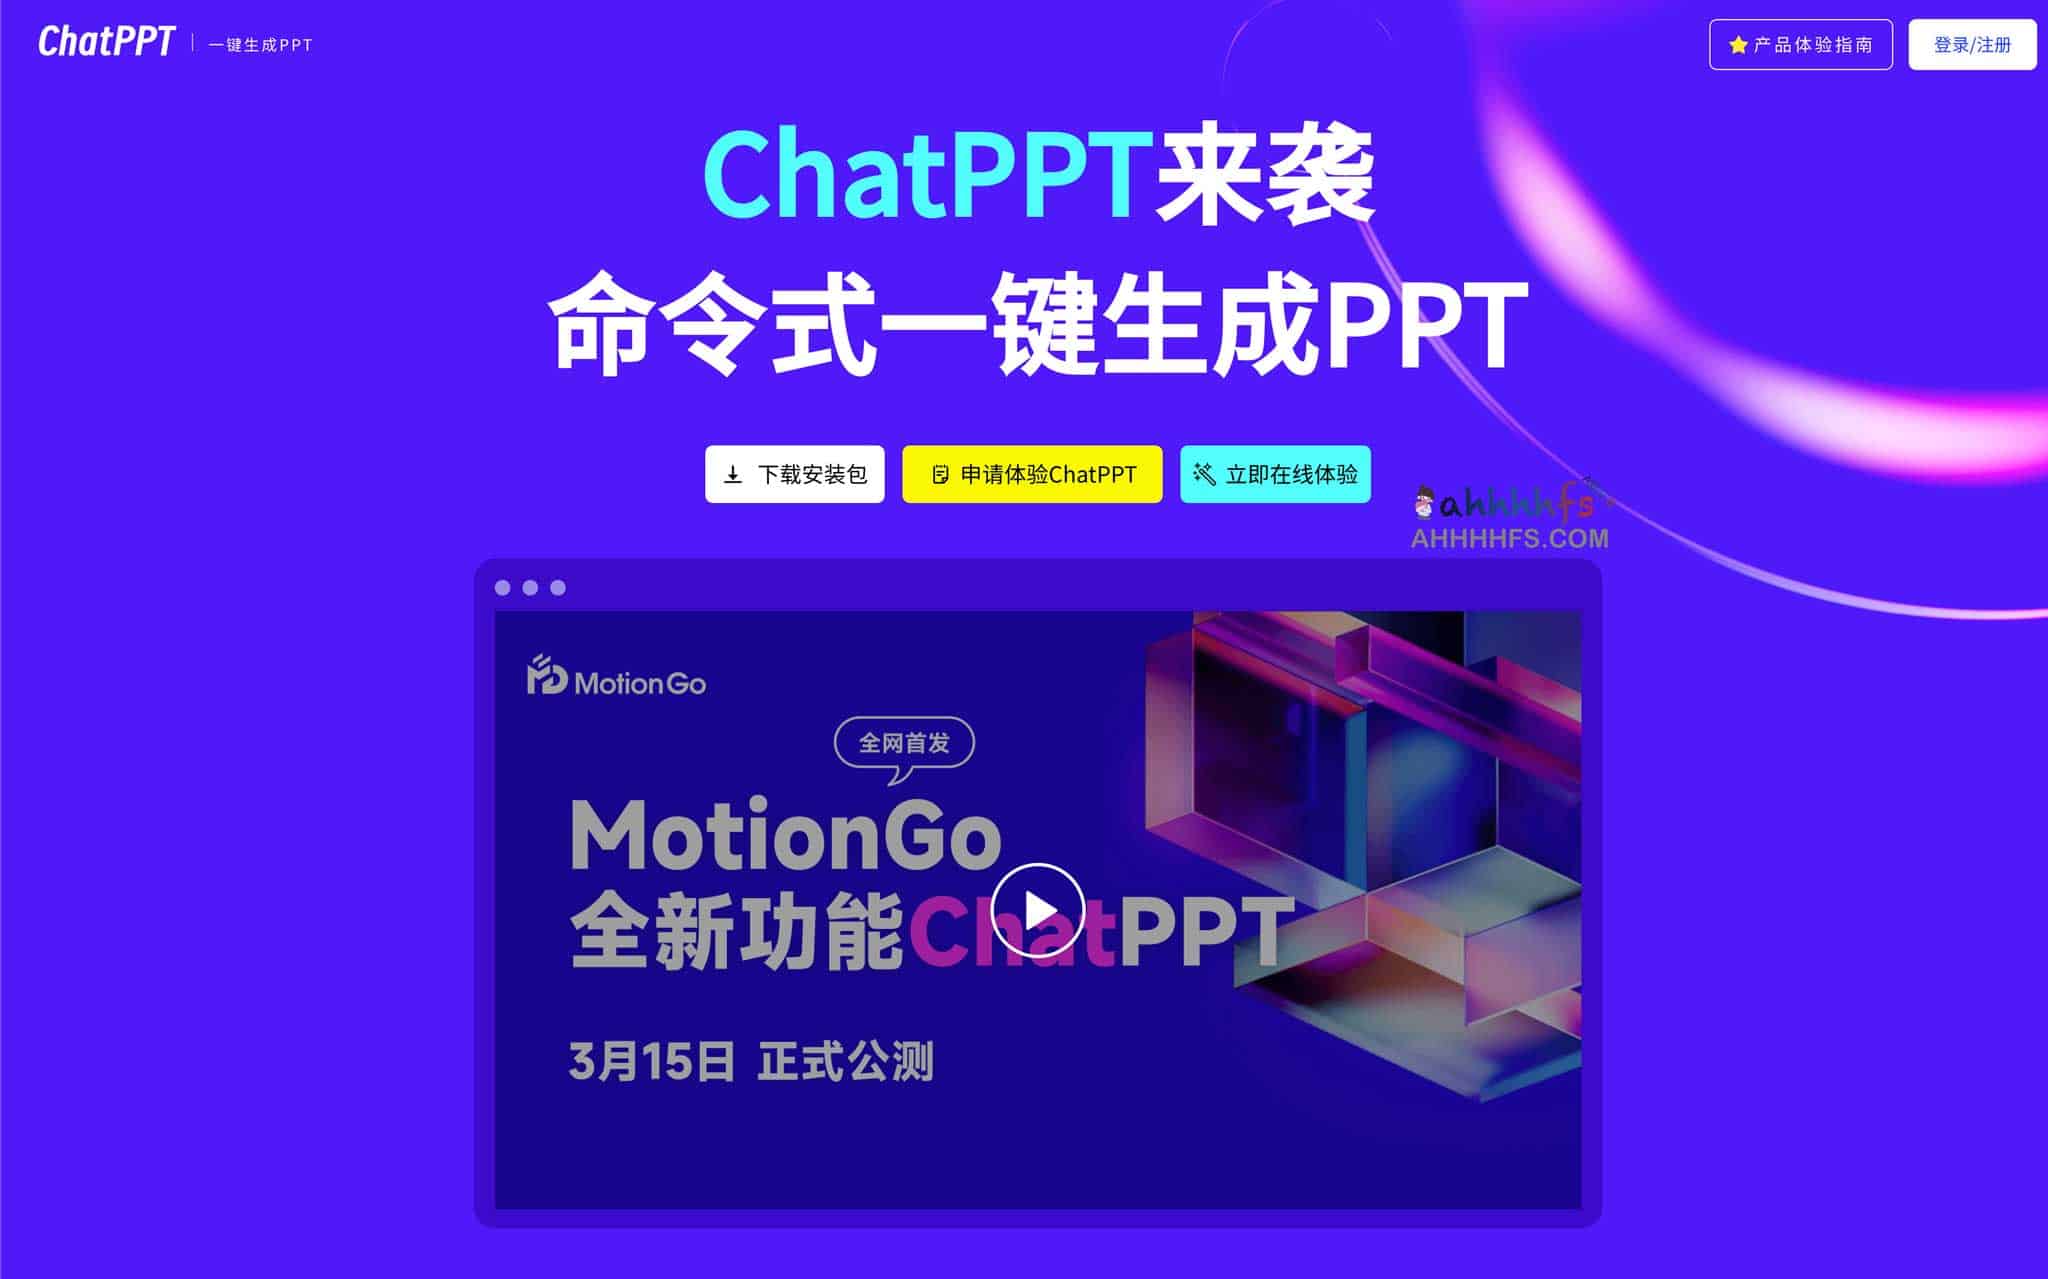 ChatPPT | 一键生成PPT
产品体验指南
登录/注册
ChatPPT来袭
命令式一键生成PPT
下载安装包
申请体验ChatPPT
立即在线体验
ahhhhfs
AHHHHFS.COM
MotionGo
全网首发
MotionGo
全新功能ChatPPT
3月15日 正式公测